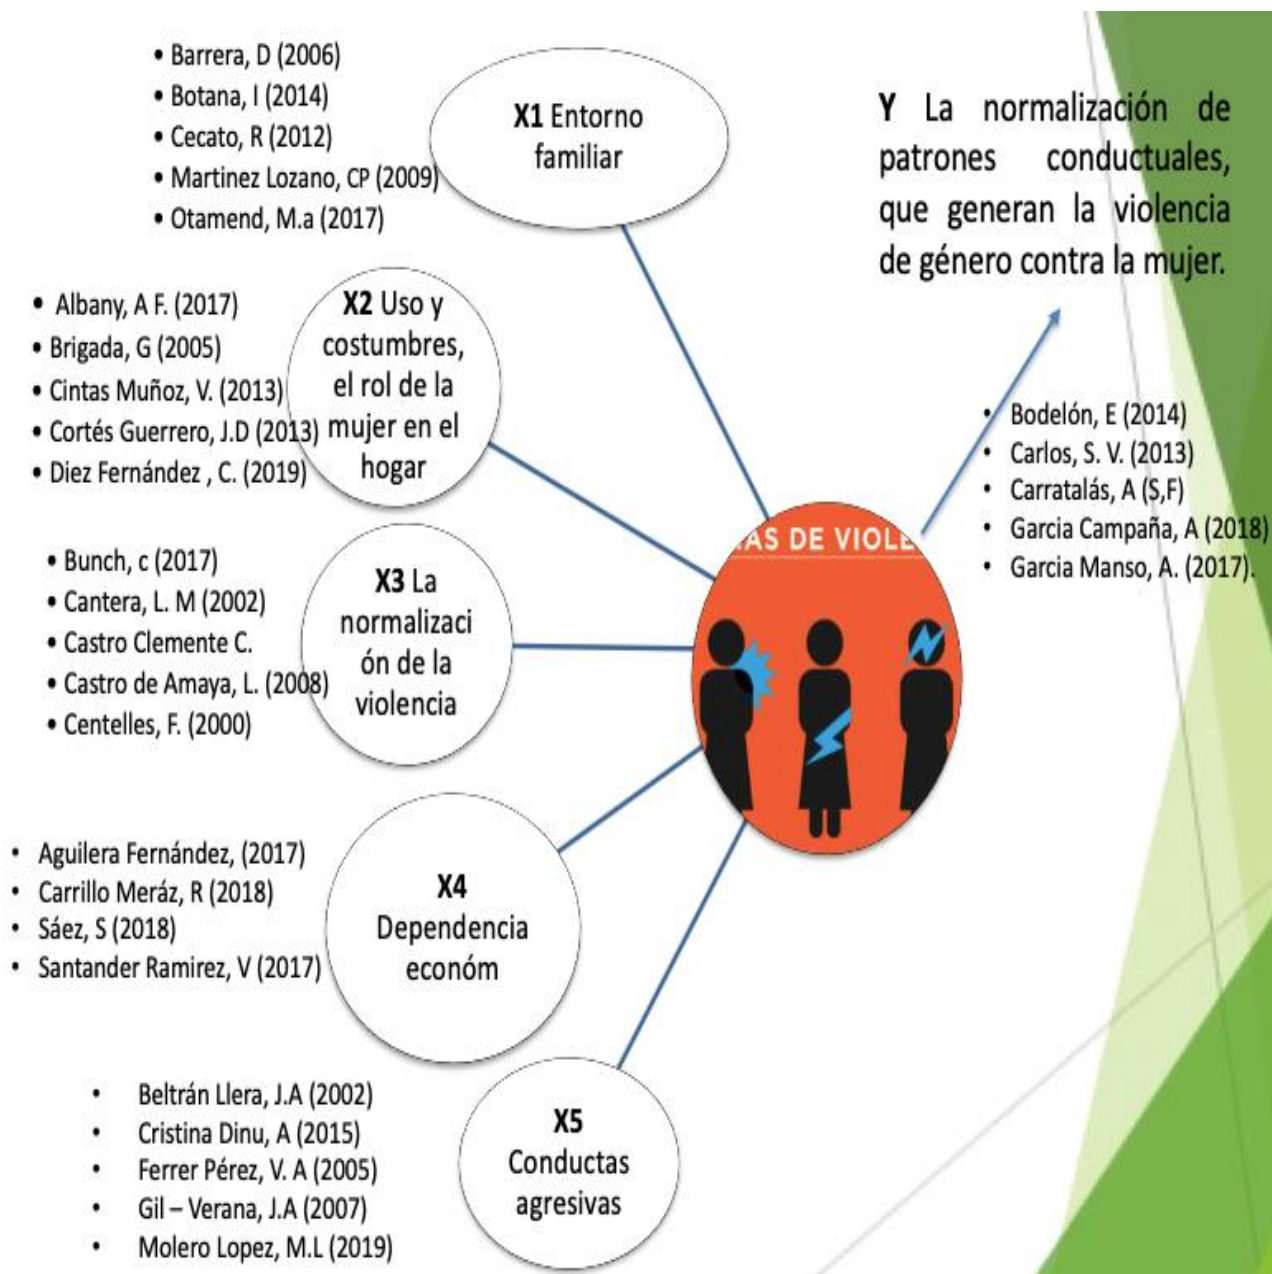 • Barrera, D (2006)
• Botana, I (2014)
• Cecato, R (2012)
• Martinez Lozano, CP (2009)
• Otamend, M.a (2017)
X1 Entorno
familiar
Y La normalización de
patrones conductuales,
que generan la violencia
de género contra la mujer.
• Albany, A F. (2017)
• Brigada, G (2005)
• Cintas Muñoz, V. (2013)
• Cortés Guerrero, J.D (2013)
• Diez Fernández , C. (2019)
X2 Uso y
costumbres,
el rol de la
mujer en el
hogar
• Bodelón, E (2014)
• Carlos, S. V. (2013)
• Carratalás, A (S,F)
• Garcia Campaña, A (2018)
• Garcia Manso, A. (2017).
• Bunch, c (2017)
• Cantera, L. M (2002)
• Castro Clemente C.
• Castro de Amaya, L. (2008)
• Centelles, F. (2000)
X3 La
normalizaci
ón de la
violencia
DE VIOLE
• Aguilera Fernández, (2017)
• Carrillo Meráz, R (2018)
• Sáez, S (2018)
• Santander Ramirez, V (2017)
X4
Dependencia
económ
• Beltrán Llera, J.A (2002)
• Cristina Dinu, A (2015)
• Ferrer Pérez, V. A (2005)
• Gil – Verana, J.A (2007)
• Molero Lopez, M.L (2019)
X5
Conductas
agresivas